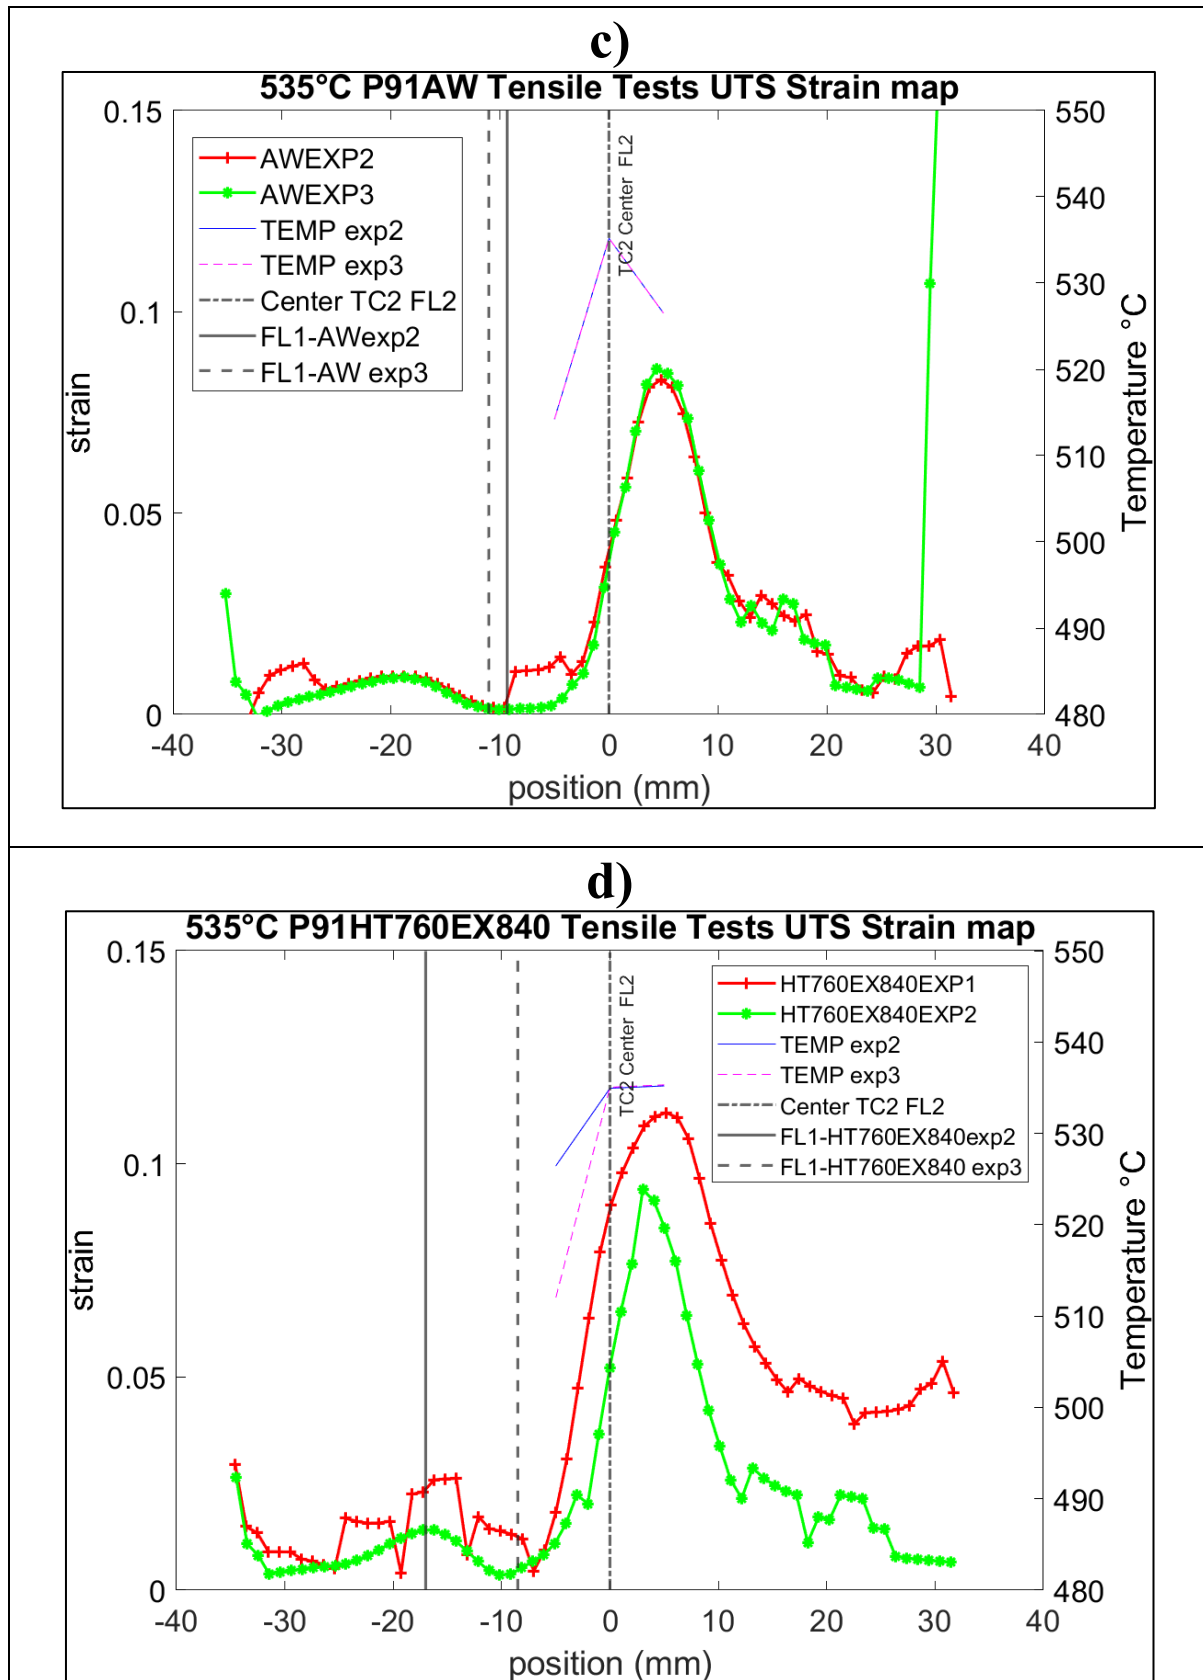 c)
535°C P91AW Tensile Tests UTS Strain map
0.15
0.1
0.05
0
strain
550
540
530
520
510
500
490
480
Temperature °C
AWEXP2
AWEXP3
TEMP exp2
TEMP exp3
Center TC2 FL2
FL1-AWexp2
FL1-AW exp3
TC2 Center FL2
-40 -30 -20 -10 0 10 20 30 40
position (mm)
d)
535°C P91HT760EX840 Tensile Tests UTS Strain map
0.15
0.1
0.05
0
strain
550
540
530
520
510
500
490
480
Temperature °C
HT760EX840EXP1
HT760EX840EXP2
TEMP exp2
TEMP exp3
Center TC2 FL2
FL1-HT760EX840exp2
FL1-HT760EX840 exp3
TC2 Center FL2
-40 -30 -20 -10 0 10 20 30 40
position (mm)